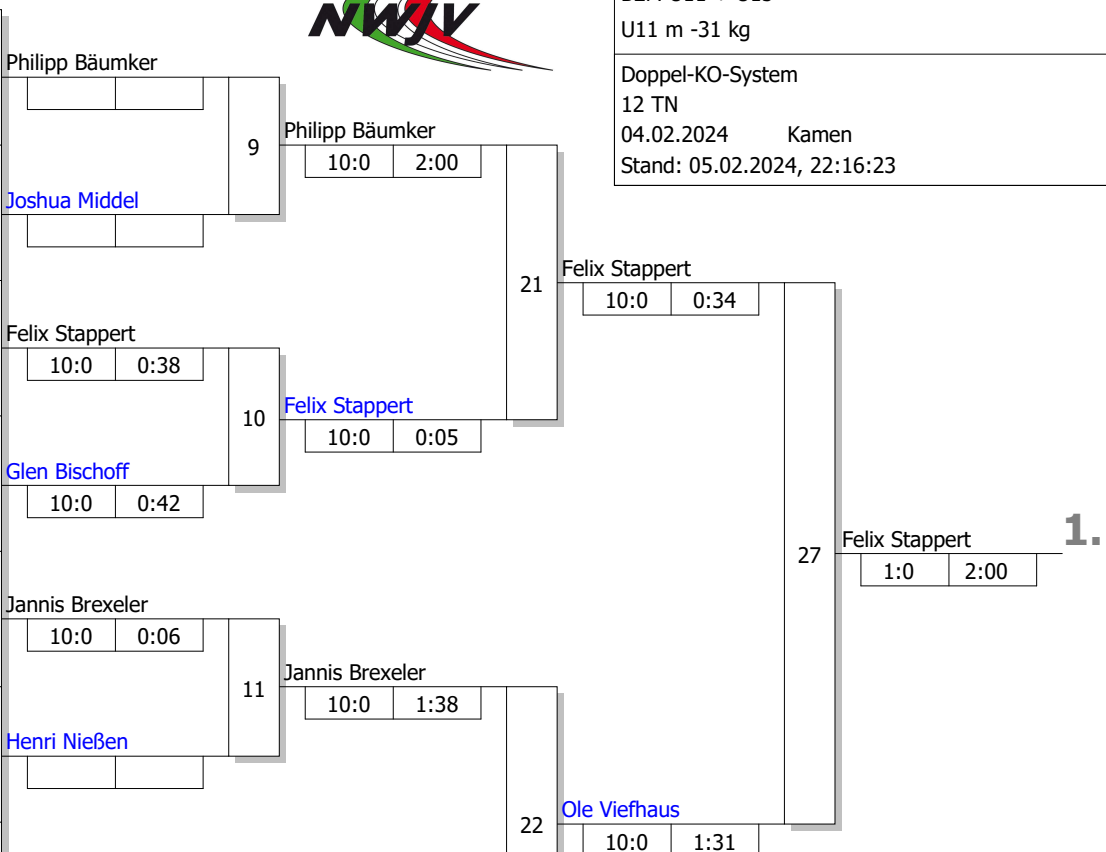 NWJV
U11 m -31 kg
Doppel-KO-System
12 TN
04.02.2024 Kamen
Stand: 05.02.2024, 22:16:23
Philipp Bäumker
9
Joshua Middel
Philipp Bäumker
10:0 2:00
21
Felix Stappert
10:0 0:34
Felix Stappert
10:0 0:38
10
Glen Bischoff
10:0 0:42
Felix Stappert
10:0 0:05
27
Felix Stappert
1:0 2:00
1.
Jannis Brexeler
10:0 0:06
11
Henri Nießen
Jannis Brexeler
10:0 1:38
22
Ole Viefhaus
10:0 1:31